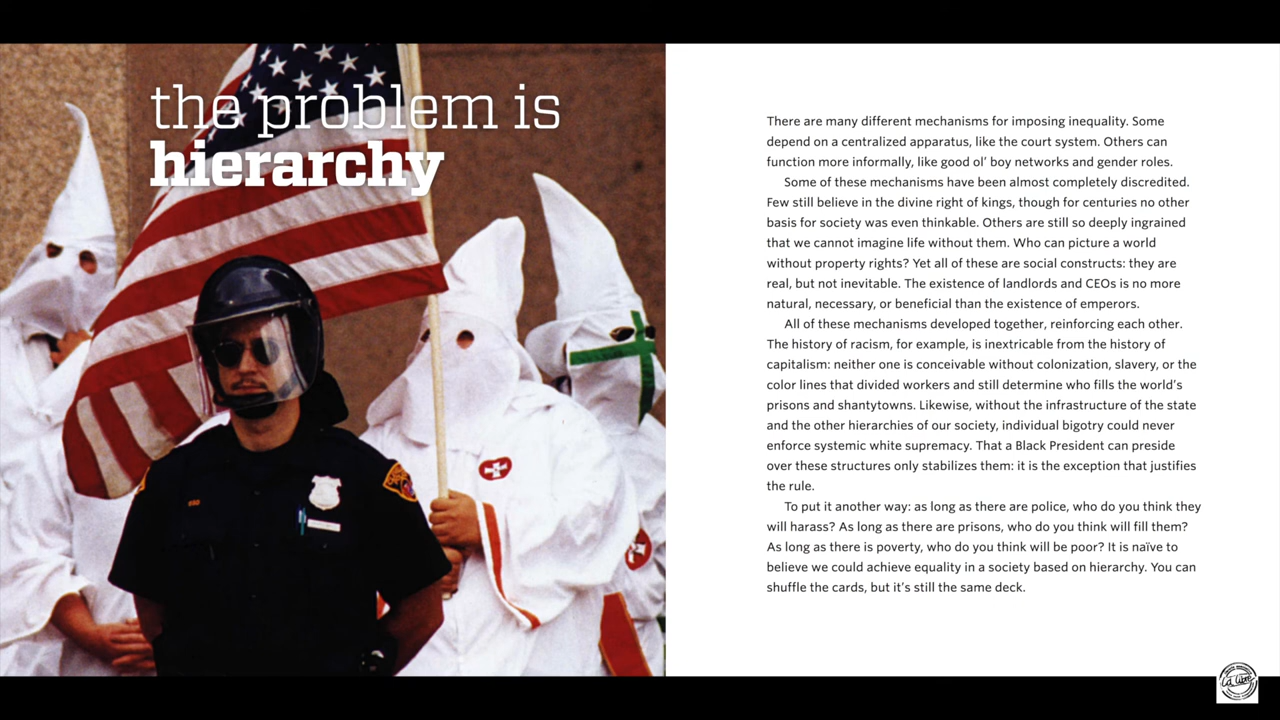 the problem is
hierarchy
There are many different mechanisms for imposing inequality. Some
depend on a centralized apparatus, like the court system. Others can
function more informally, like good ol’ boy networks and gender roles.
Some of these mechanisms have been almost completely discredited.
Few still believe in the divine right of kings, though for centuries no other
basis for society was even thinkable. Others are still so deeply ingrained
that we cannot imagine life without them. Who can picture a world
without property rights? Yet all of these are social constructs: they are
real, but not inevitable. The existence of landlords and CEOs is no more
natural, necessary, or beneficial than the existence of emperors.
All of these mechanisms developed together, reinforcing each other.
The history of racism, for example, is inextricable from the history of
capitalism: neither one is conceivable without colonization, slavery, or the
color lines that divided workers and still determine who fills the world’s
prisons and shantytowns. Likewise, without the infrastructure of the state
and the other hierarchies of our society, individual bigotry could never
enforce systemic white supremacy. That a Black President can preside
over these structures only stabilizes them: it is the exception that justifies
the rule.
To put it another way: as long as there are police, who do you think they
will harass? As long as there are prisons, who do you think will fill them?
As long as there is poverty, who do you think will be poor? It is naïve to
believe we could achieve equality in a society based on hierarchy. You can
shuffle the cards, but it’s still the same deck.